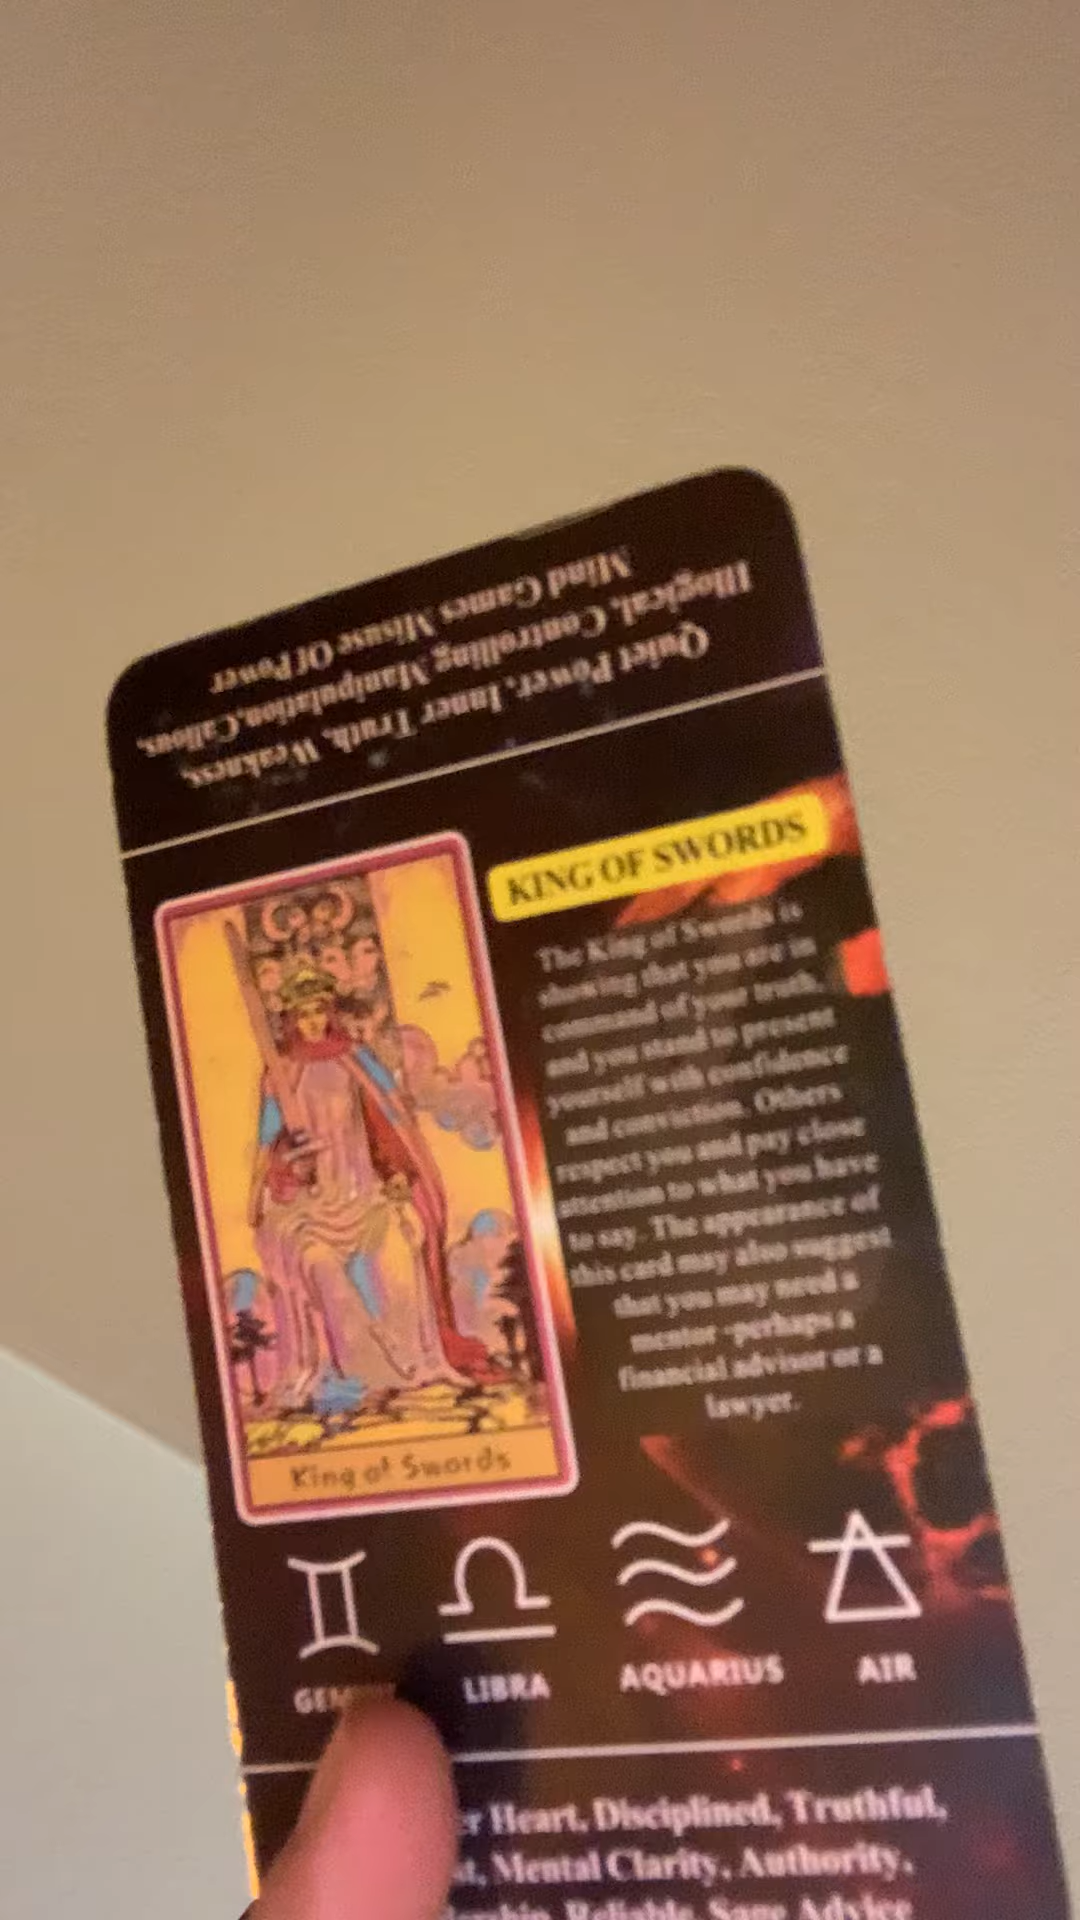 Quiet Power, Inner Truth, Weakness,
Illogical, Controlling, Manipulation, Callous,
Mind Games Misuse Of Power
KING OF SWORDS
The King of Swords is
showing that you are in
command of your truth,
and you stand to present
yourself with confidence
and conviction. Others
respect you and pay close
attention to what you have
to say. The appearance of
this card may also suggest
that you may need a
mentor -perhaps a
financial advisor or a
lawyer.
King of Swords
LIBRA
AQUARIUS
AIR
Heart, Disciplined, Truthful,
Mental Clarity, Authority,
Reliable, Sage Advice